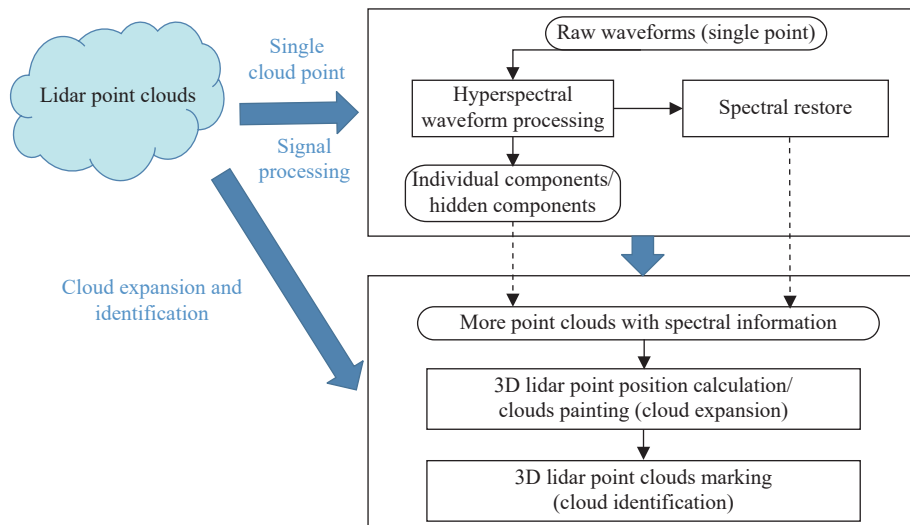 Lidar point clouds
Single
cloud point
Signal
processing
Cloud expansion and
identification
Raw waveforms (single point)
Hyperspectral
waveform processing
Spectral restore
Individual components/
hidden components
More point clouds with spectral information
3D lidar point position calculation/
clouds painting (cloud expansion)
3D lidar point clouds marking
(cloud identification)